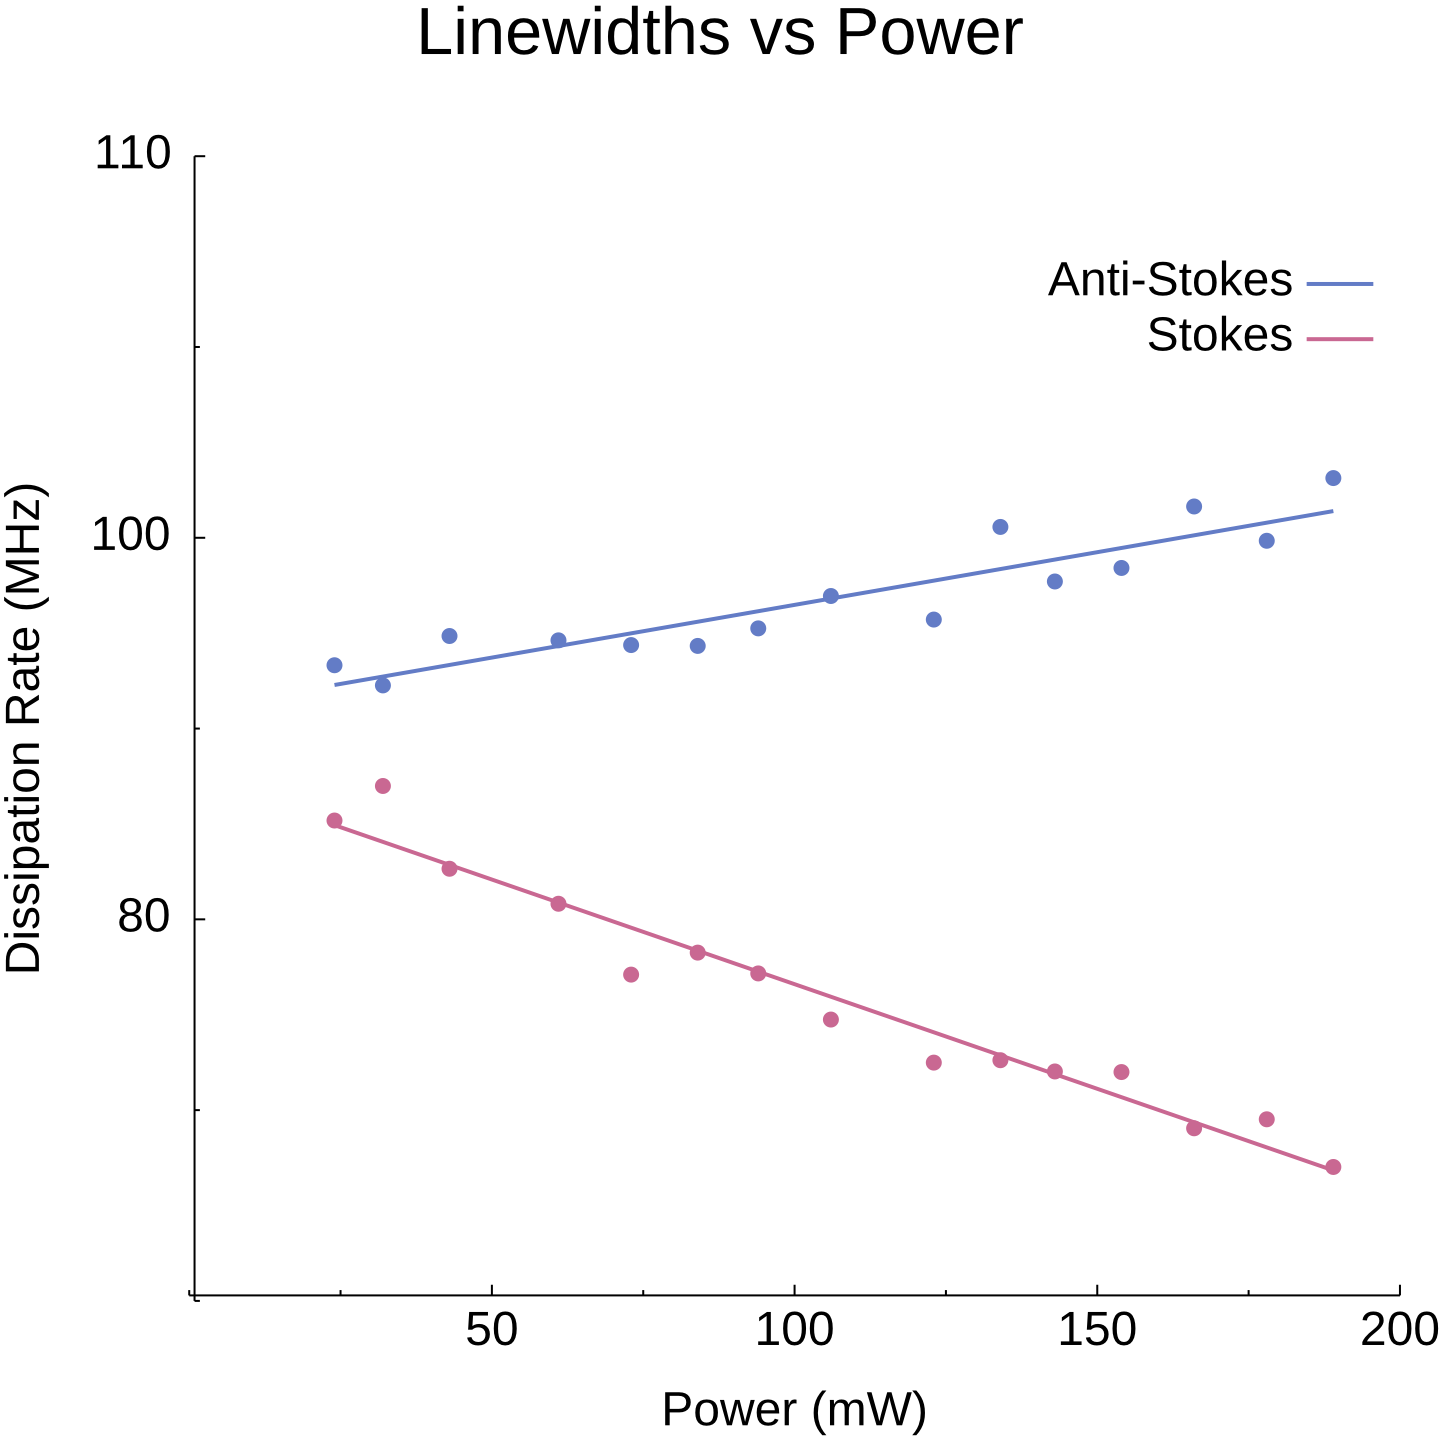 Linewidths vs Power
110
Anti-Stokes
Stokes
100
Dissipation Rate (MHz)
80
50 100 150 200
Power (mW)